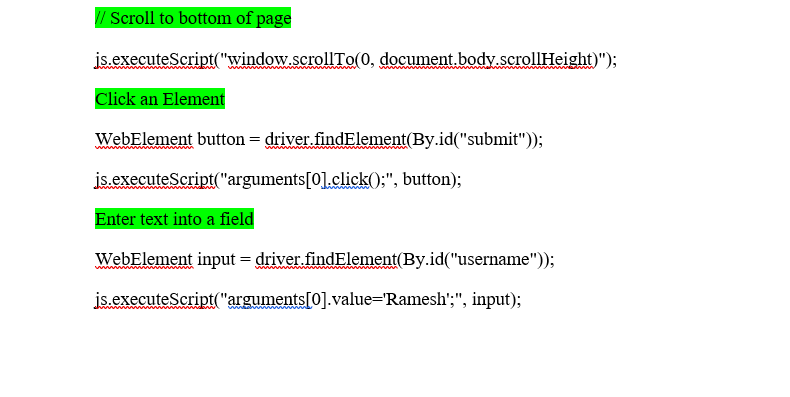 // Scroll to bottom of page
js.executeScript("window.scrollTo(0, document.body.scrollHeight)");
Click an Element
WebElement button = driver.findElement(By.id("submit"));
js.executeScript("arguments[0].click();", button);
Enter text into a field
WebElement input = driver.findElement(By.id("username"));
js.executeScript("arguments[0].value='Ramesh';", input);